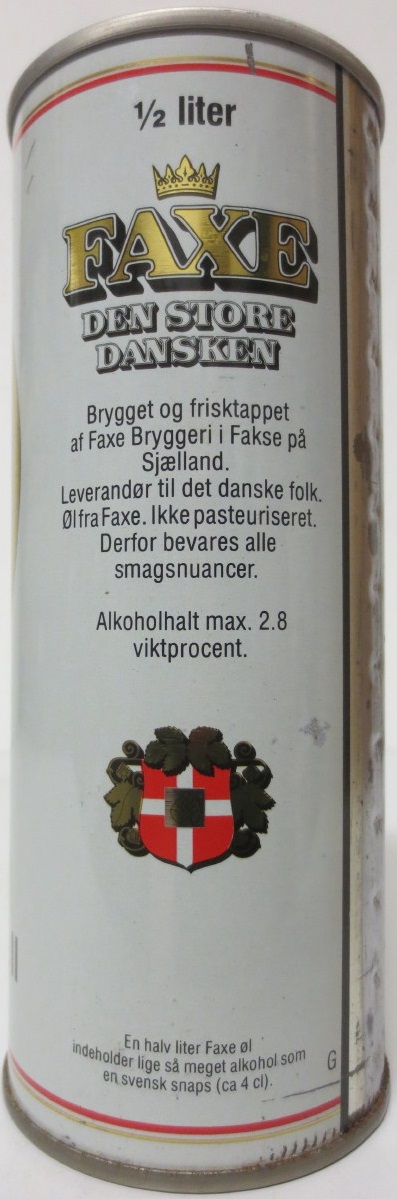 ½ liter
FAXE
DEN STORE
DANSKEN
Brygget og frisktappet
af Faxe Bryggeri i Fakse på
Sjælland.
Leverandør til det danske folk.
Øl fra Faxe. Ikke pasteuriseret.
Derfor bevares alle
smagsnuancer.
Alkoholhalt max. 2.8
viktprocent.
En halv liter Faxe øl
indeholder lige så meget alkohol som
en svensk snaps (ca 4 cl).
G